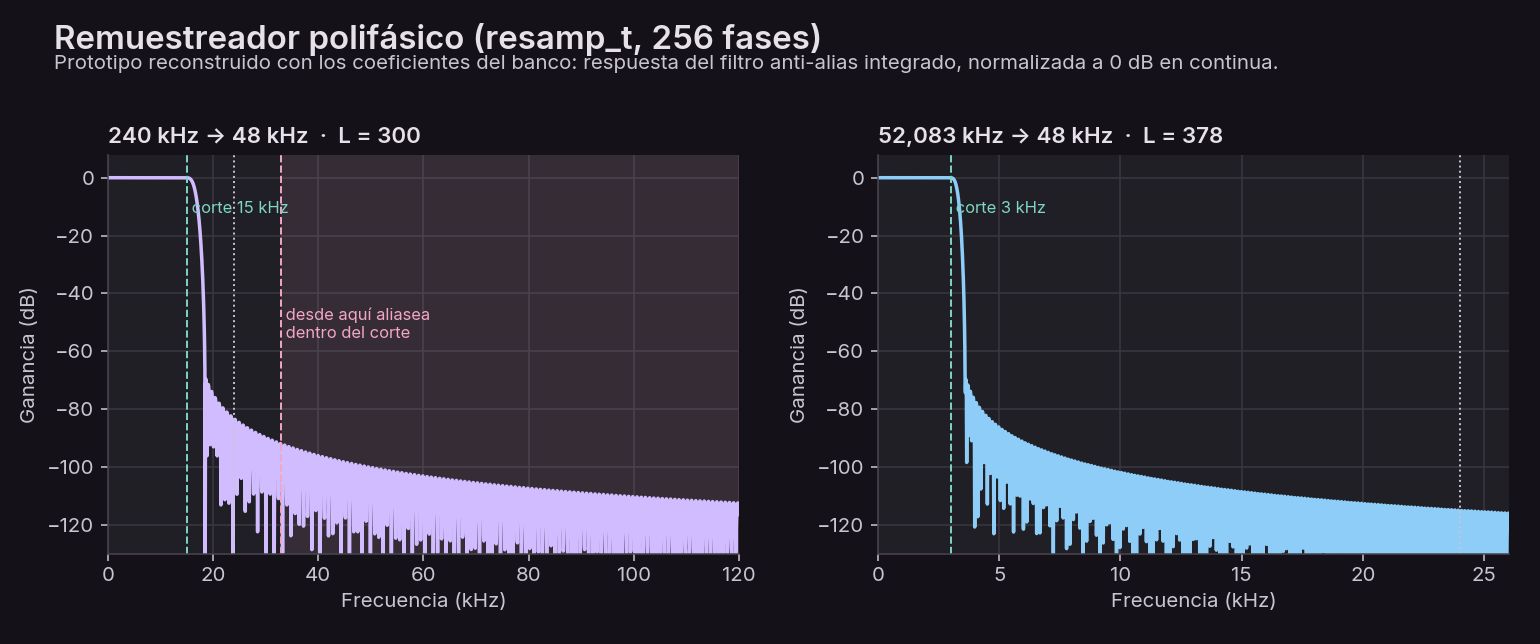 Remuestreador polifásico (resamp_t, 256 fases)
Prototipo reconstruido con los coeficientes del banco: respuesta del filtro anti-alias integrado, normalizada a 0 dB en continua.
240 kHz → 48 kHz · L = 300
0
−20
−40
−60
−80
−100
−120
Ganancia (dB)
corte 15 kHz
desde aquí aliasea
dentro del corte
0 20 40 60 80 100 120
Frecuencia (kHz)
52,083 kHz → 48 kHz · L = 378
0
−20
−40
−60
−80
−100
−120
Ganancia (dB)
corte 3 kHz
0 5 10 15 20 25
Frecuencia (kHz)